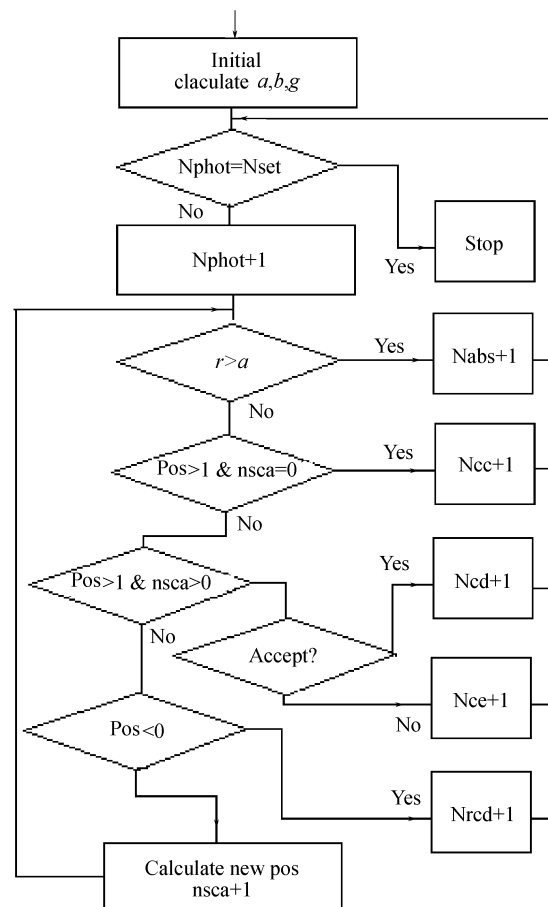 Initial
claculate a,b,g
Nphot=Nset
No
Yes
Stop
Nphot+1
r>a
Yes
Nabs+1
No
Pos>1 & nsca=0
Yes
Ncc+1
No
Pos>1 & nsca>0
Yes
Ncd+1
No
Accept?
No
Nce+1
Pos<0
Yes
Nrcd+1
Calculate new pos
nsca+1